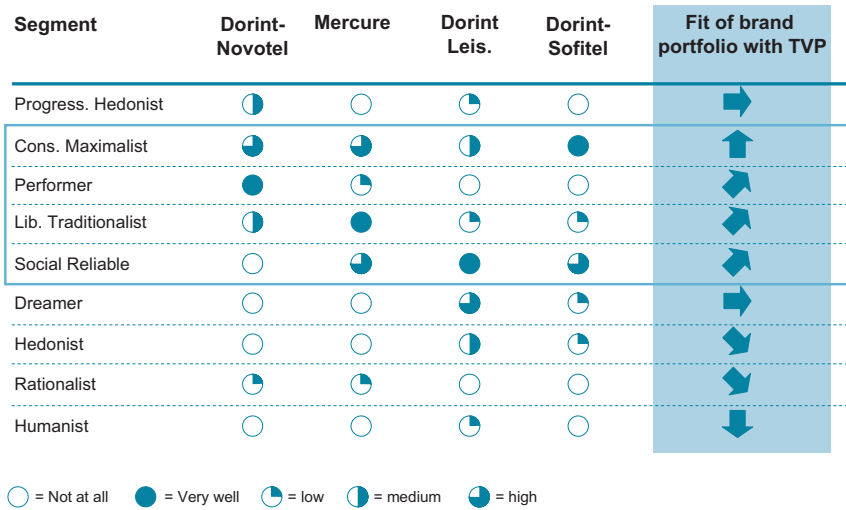 Segment Dorint- Mercure Dorint Dorint- Fit of brand
Novotel Leis. Sofitel portfolio with TVP
Progress. Hedonist
Cons. Maximalist
Performer
Lib. Traditionalist
Social Reliable
Dreamer
Hedonist
Rationalist
Humanist
= Not at all = Very well = low = medium = high